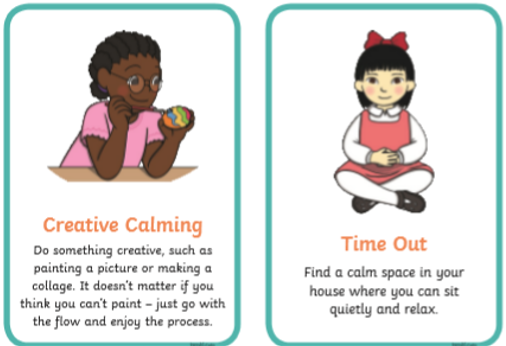 Creative Calming
Do something creative, such as
painting a picture or making a
collage. It doesn't matter if you
think you can't paint – just go with
the flow and enjoy the process.
Time Out
Find a calm space in your
house where you can sit
quietly and relax.